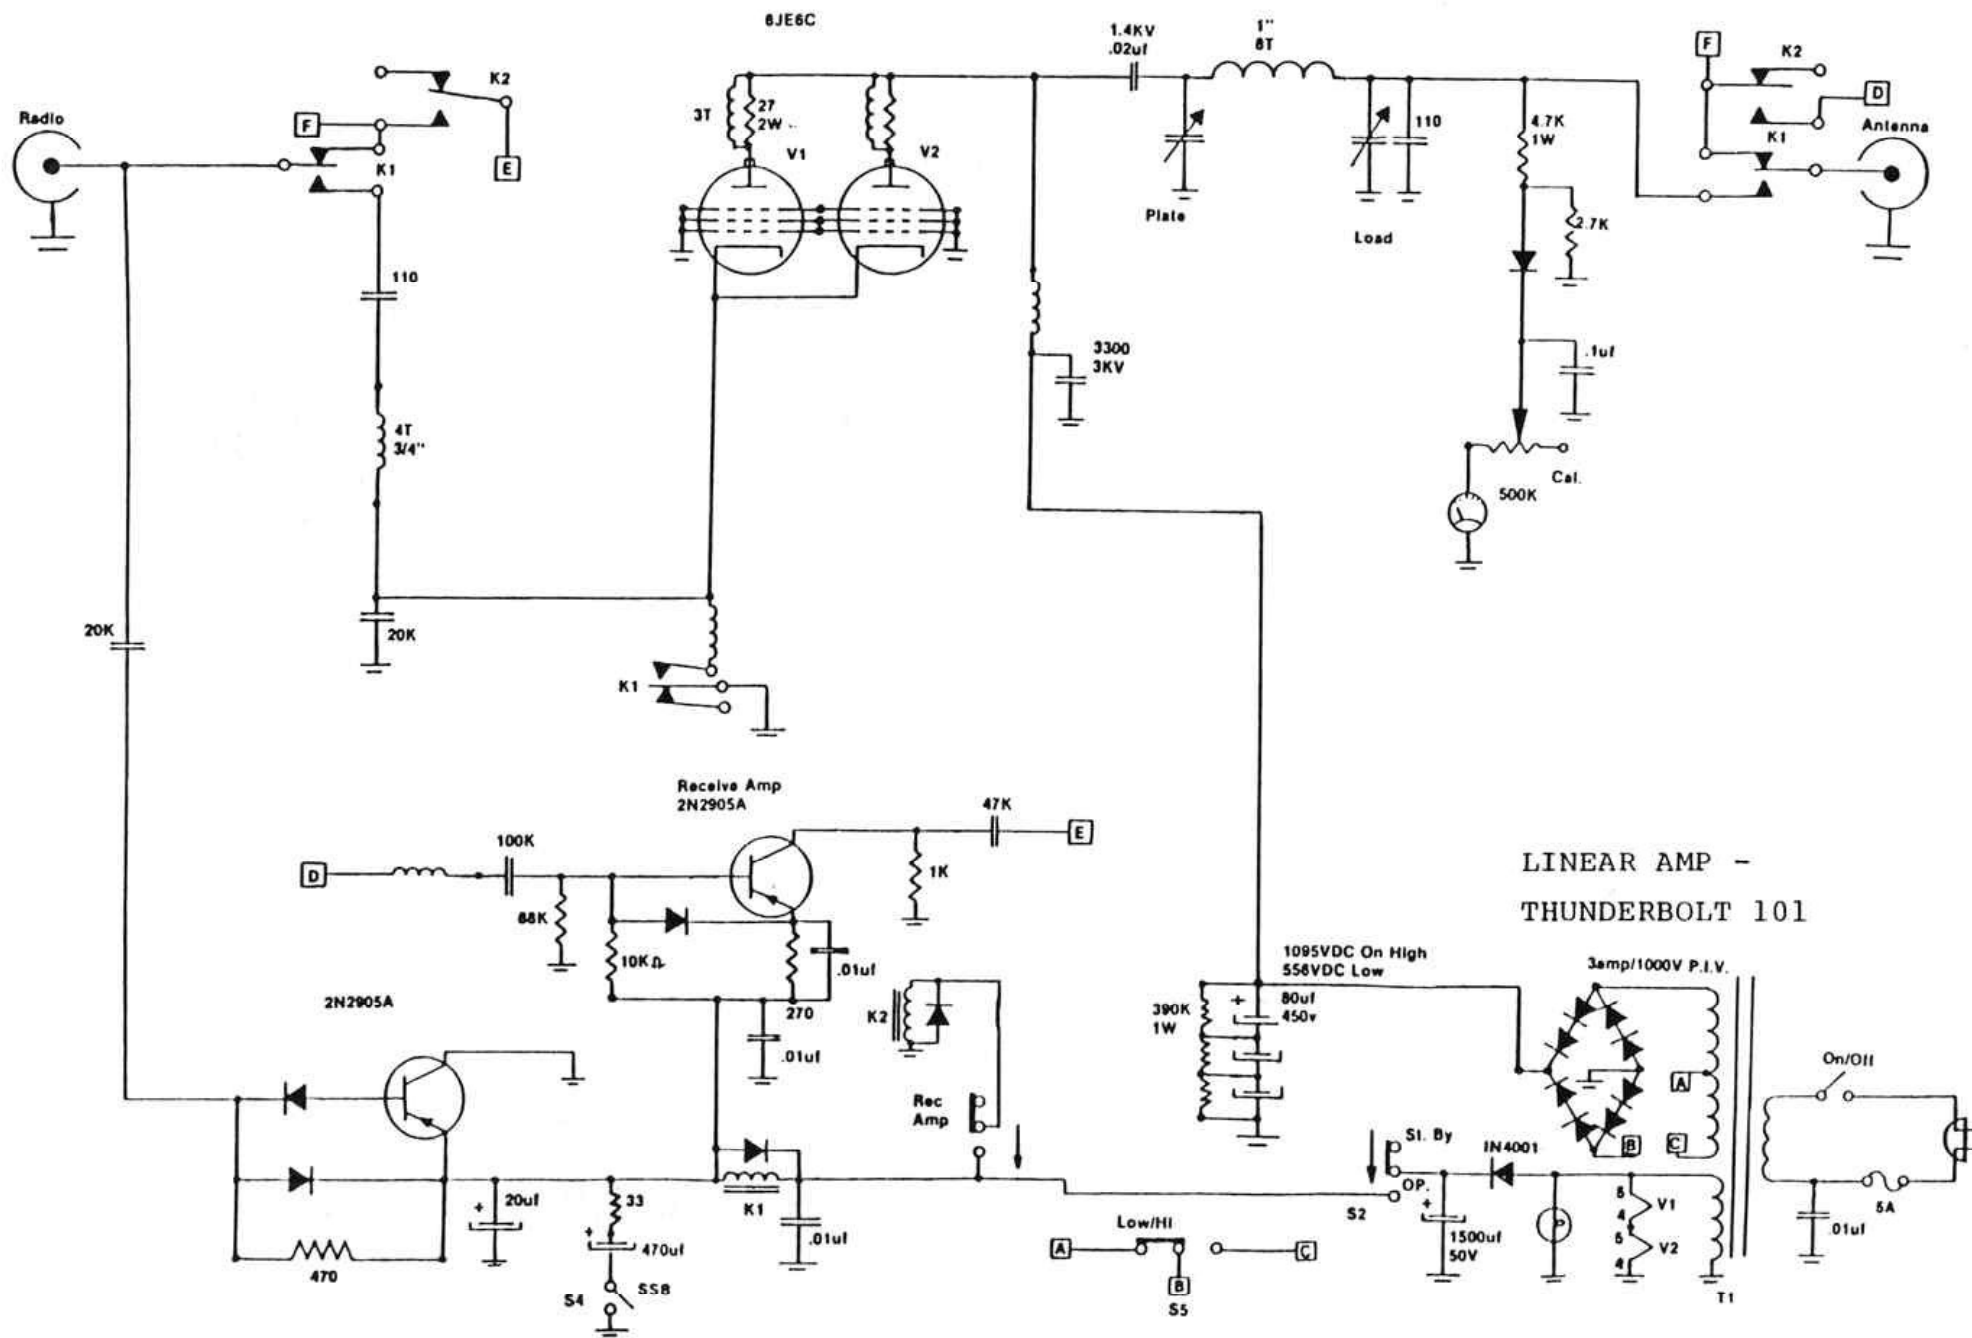 6JE6C
1.4KV
.02uf
1"
8T
F
K2
D
K1
Antenna
Radio
K2
F
K1
E
3T
27
2W
V1
V2
Plate
Load
110
4.7K
1W
2.7K
.1uf
Cal.
500K
110
3300
3KV
4T
3/4"
20K
20K
K1
Receive Amp
2N2905A
47K
E
100K
D
1K
68K
10KΩ
.01uf
270
.01uf
2N2905A
K2
Rec
Amp
1095VDC On High
556VDC Low
390K
1W
+
80uf
450v
LINEAR AMP -
THUNDERBOLT 101
3amp/1000V P.I.V.
A
B
C
On/Off
5A
.01uf
St. By
OP.
S2
IN4001
+
1500uf
50V
5
4
V1
5
4
V2
T1
+
20uf
33
+
470uf
S4
SSB
K1
.01uf
470
Low/Hi
A
B
C
S5